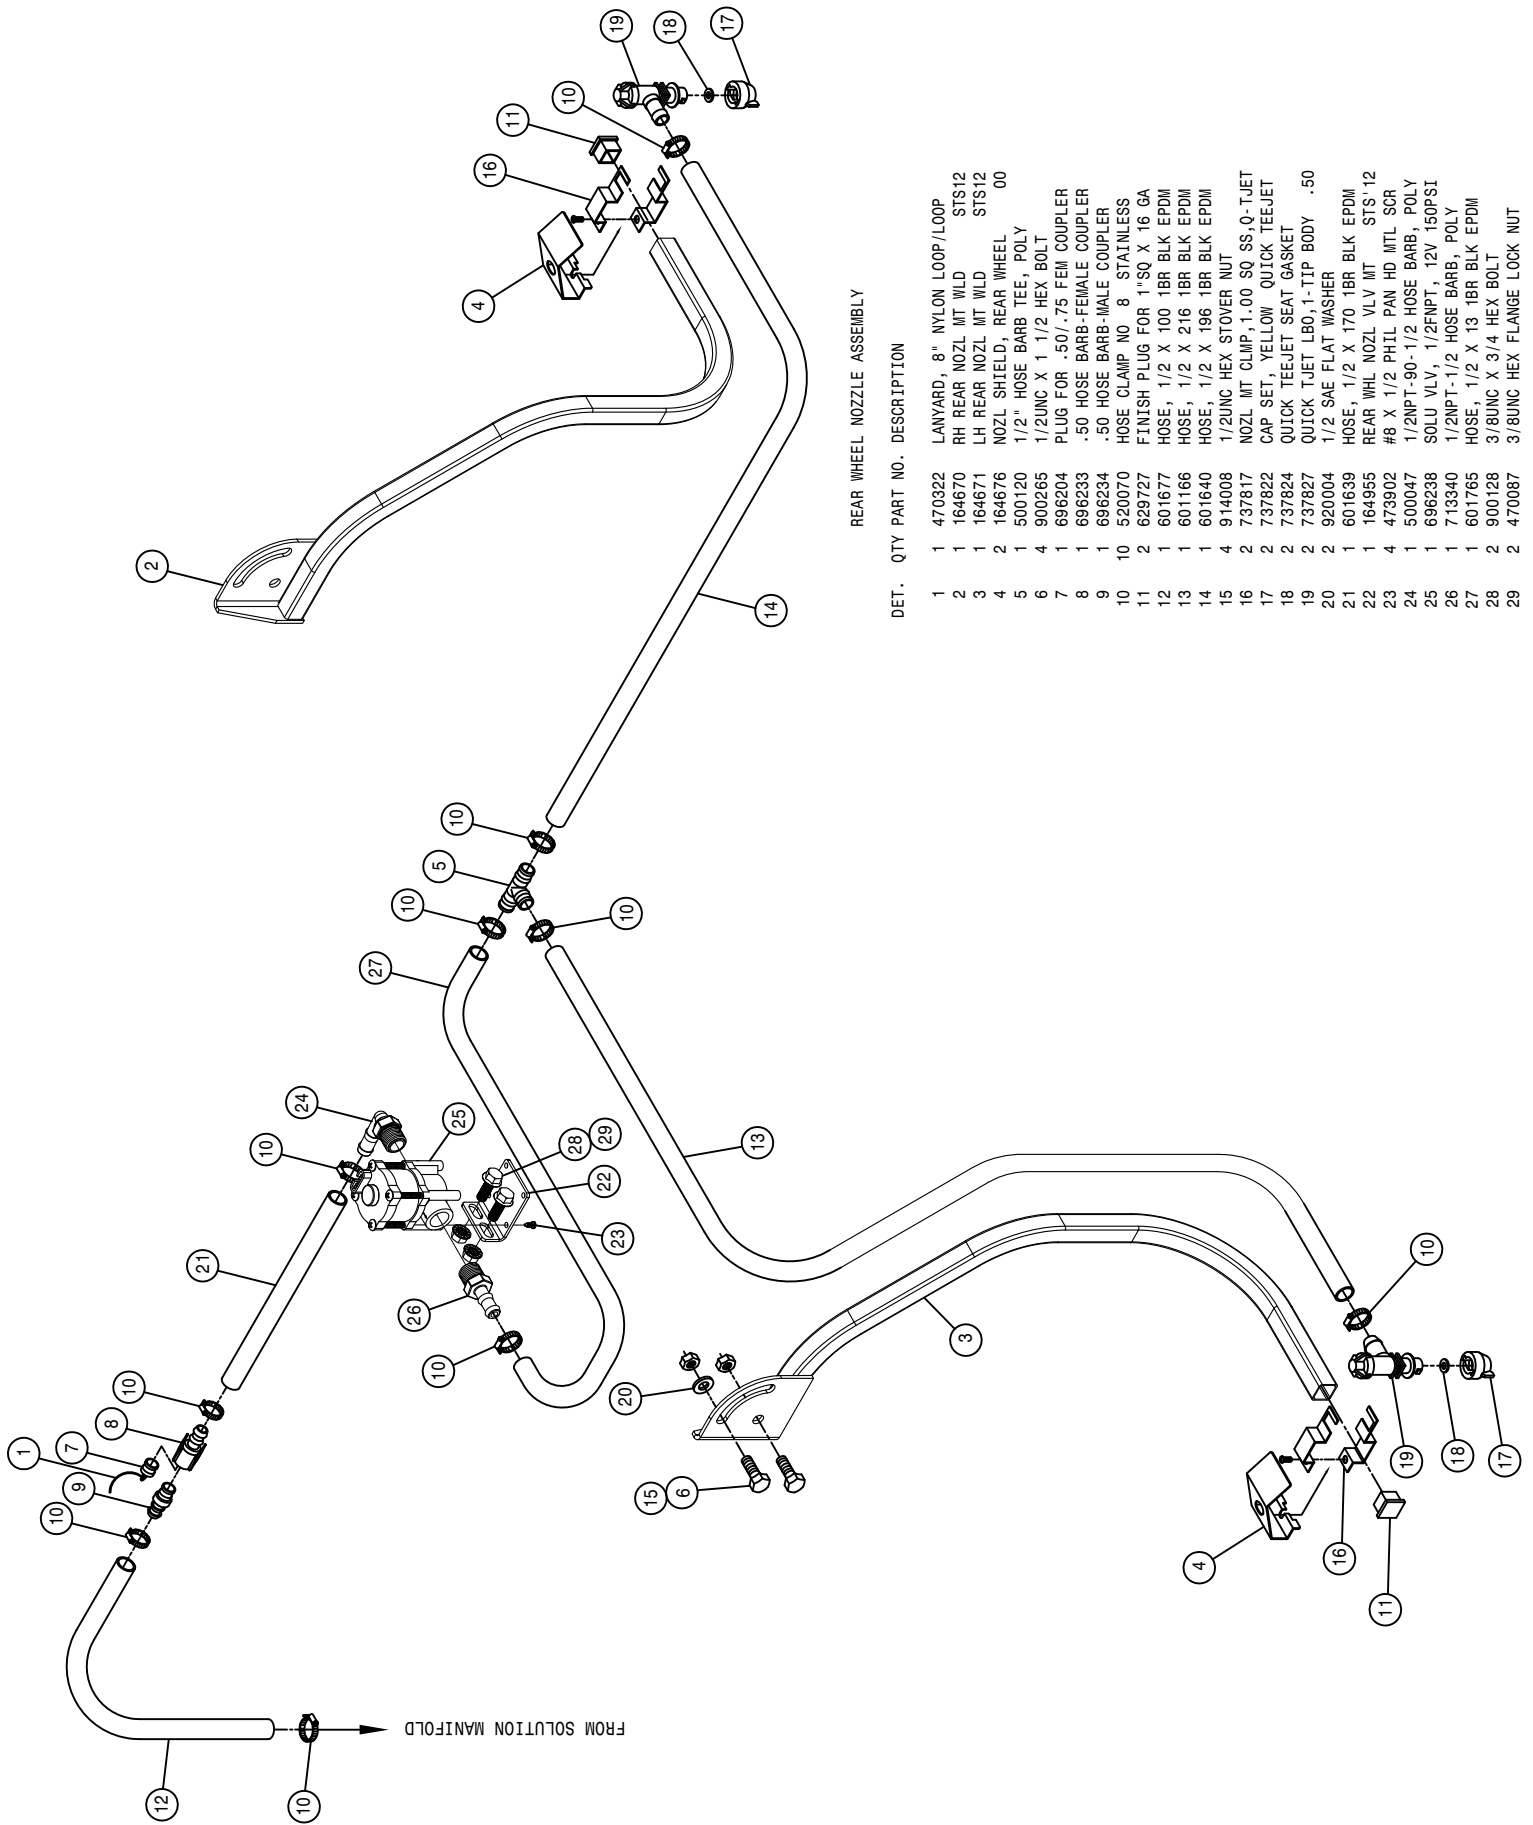 REAR WHEEL NOZZLE ASSEMBLY
DET. QTY PART NO. DESCRIPTION
1 1 470322 LANYARD, 8" NYLON LOOP/LOOP
2 1 164670 RH REAR NOZL MT WLD STS12
3 1 164671 LH REAR NOZL MT WLD STS12
4 2 164676 NOZL SHIELD, REAR WHEEL 00
5 1 500120 1/2" HOSE BARB TEE, POLY
6 4 900265 1/2UNC X 1 1/2 HEX BOLT
7 1 696204 PLUG FOR .50/.75 FEM COUPLER
8 1 696233 .50 HOSE BARB-FEMALE COUPLER
9 1 696234 .50 HOSE BARB-MALE COUPLER
10 10 520070 HOSE CLAMP NO 8 STAINLESS
11 2 629727 FINISH PLUG FOR 1"SQ X 16 GA
12 1 601677 HOSE, 1/2 X 100 1BR BLK EPDM
13 1 601166 HOSE, 1/2 X 216 1BR BLK EPDM
14 1 601640 HOSE, 1/2 X 196 1BR BLK EPDM
15 4 914008 1/2UNC HEX STOVER NUT
16 2 737817 NOZL MT CLMP,1.00 SQ SS,Q-TJET
17 2 737822 CAP SET, YELLOW QUICK TEEJET
18 2 737824 QUICK TEEJET SEAT GASKET
19 2 737827 QUICK TJET LBO,1-TIP BODY .50
20 2 920004 1/2 SAE FLAT WASHER
21 1 601639 HOSE, 1/2 X 170 1BR BLK EPDM
22 1 164955 REAR WHL NOZL VLV MT STS'12
23 4 473902 #8 X 1/2 PHIL PAN HD MTL SCR
24 1 500047 1/2NPT-90-1/2 HOSE BARB, POLY
25 1 696238 SOLU VLV, 1/2FNPT, 12V 150PSI
26 1 713340 1/2NPT-1/2 HOSE BARB, POLY
27 1 601765 HOSE, 1/2 X 13 1BR BLK EPDM
28 2 900128 3/8UNC X 3/4 HEX BOLT
29 2 470087 3/8UNC HEX FLANGE LOCK NUT
FROM SOLUTION MANIFOLD
12
10
10
9
7
1
8
10
21
10
24
25
28
29
22
23
26
10
27
10
5
10
10
14
2
4
16
11
10
19
18
17
13
3
20
15
6
4
16
11
10
19
18
17